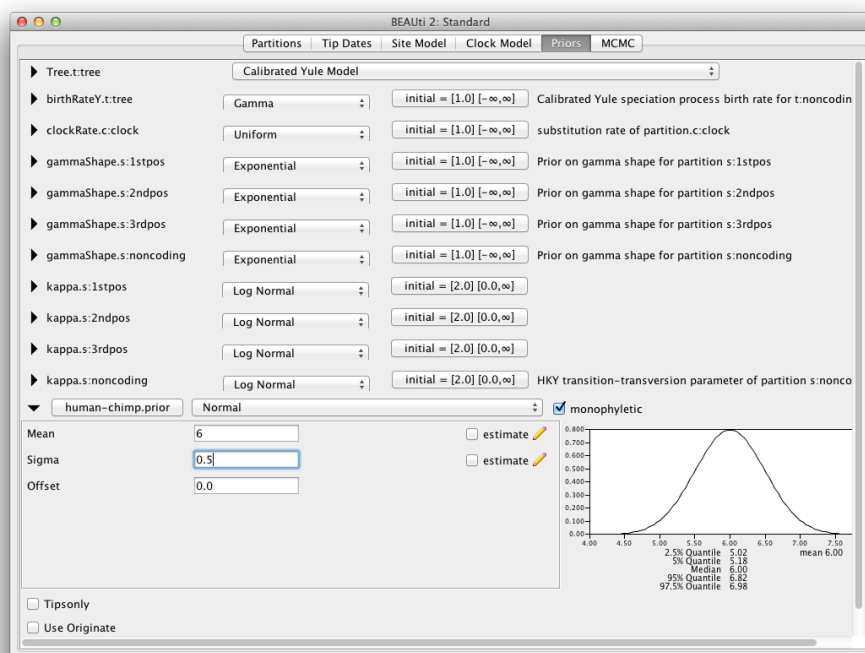 BEAUti 2: Standard
Partitions Tip Dates Site Model Clock Model Priors MCMC
Tree.t:tree Calibrated Yule Model
birthRateY.t:tree Gamma initial = [1.0] [-∞,∞] Calibrated Yule speciation process birth rate for t:noncodin
clockRate.c:clock Uniform initial = [1.0] [-∞,∞] substitution rate of partition.c:clock
gammaShape.s:1stpos Exponential initial = [1.0] [-∞,∞] Prior on gamma shape for partition s:1stpos
gammaShape.s:2ndpos Exponential initial = [1.0] [-∞,∞] Prior on gamma shape for partition s:2ndpos
gammaShape.s:3rdpos Exponential initial = [1.0] [-∞,∞] Prior on gamma shape for partition s:3rdpos
gammaShape.s:noncoding Exponential initial = [1.0] [-∞,∞] Prior on gamma shape for partition s:noncoding
kappa.s:1stpos Log Normal initial = [2.0] [0.0,∞]
kappa.s:2ndpos Log Normal initial = [2.0] [0.0,∞]
kappa.s:3rdpos Log Normal initial = [2.0] [0.0,∞]
kappa.s:noncoding Log Normal initial = [2.0] [0.0,∞] HKY transition-transversion parameter of partition s:nonco
human-chimp.prior Normal monophyletic
Mean 6 estimate
Sigma 0.5 estimate
Offset 0.0
0.800
0.700
0.600
0.500
0.400
0.300
0.200
0.100
0.00
4.00 4.50 5.00 5.50 6.00 6.50 7.00 7.50
2.5% Quantile 5.02 mean 6.00
5% Quantile 5.18
Median 6.00
95% Quantile 6.82
97.5% Quantile 6.98
Tipsonly
Use Originate